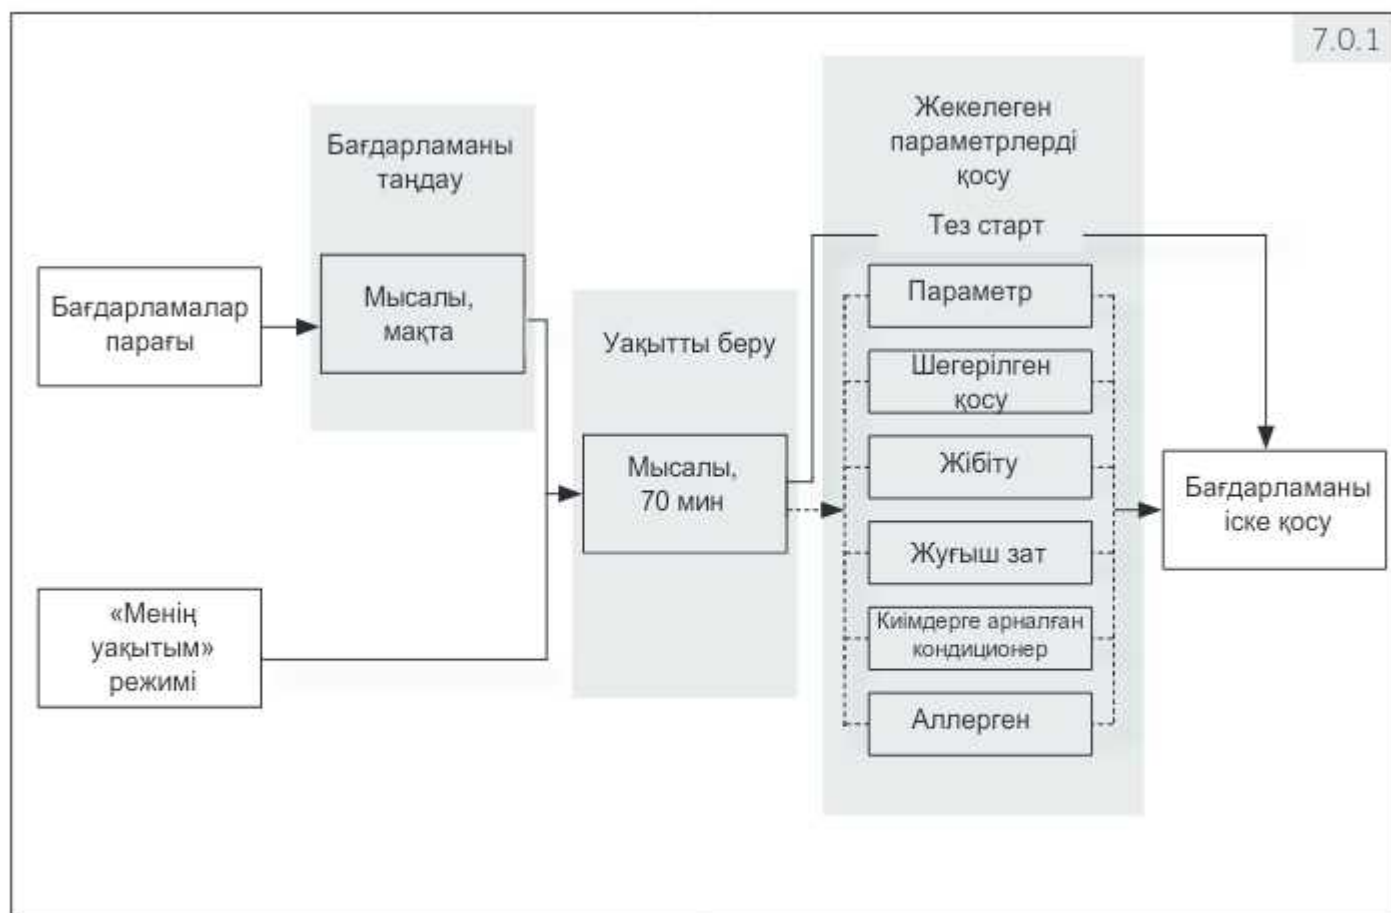 7.0.1
Бағдарламалар
парағы
Бағдарламаны
таңдау
Мысалы,
мақта
«Менің
уақытым»
режимі
Уақытты беру
Мысалы,
70 мин
Жекелеген
параметрлерді
қосу
Тез старт
Параметр
Шегерілген
қосу
Жібіту
Жуғыш зат
Киімдерге арналған
кондиционер
Аллерген
Бағдарламаны
іске қосу